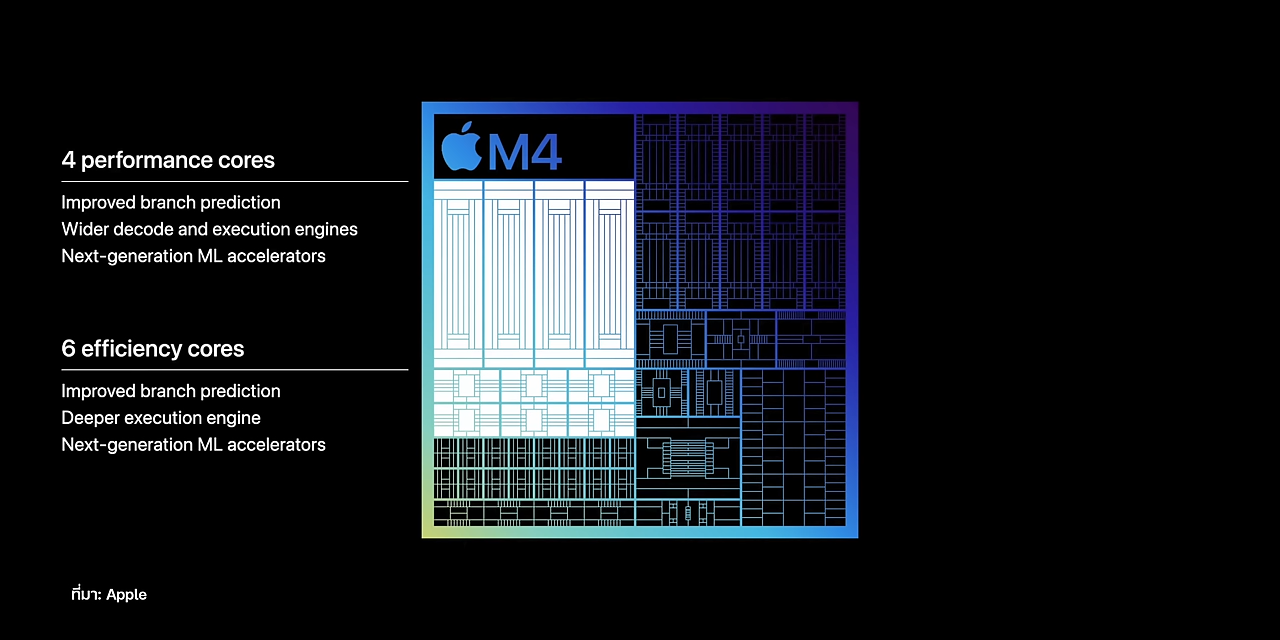 M4
4 performance cores
Improved branch prediction
Wider decode and execution engines
Next-generation ML accelerators
6 efficiency cores
Improved branch prediction
Deeper execution engine
Next-generation ML accelerators
ที่มา: Apple